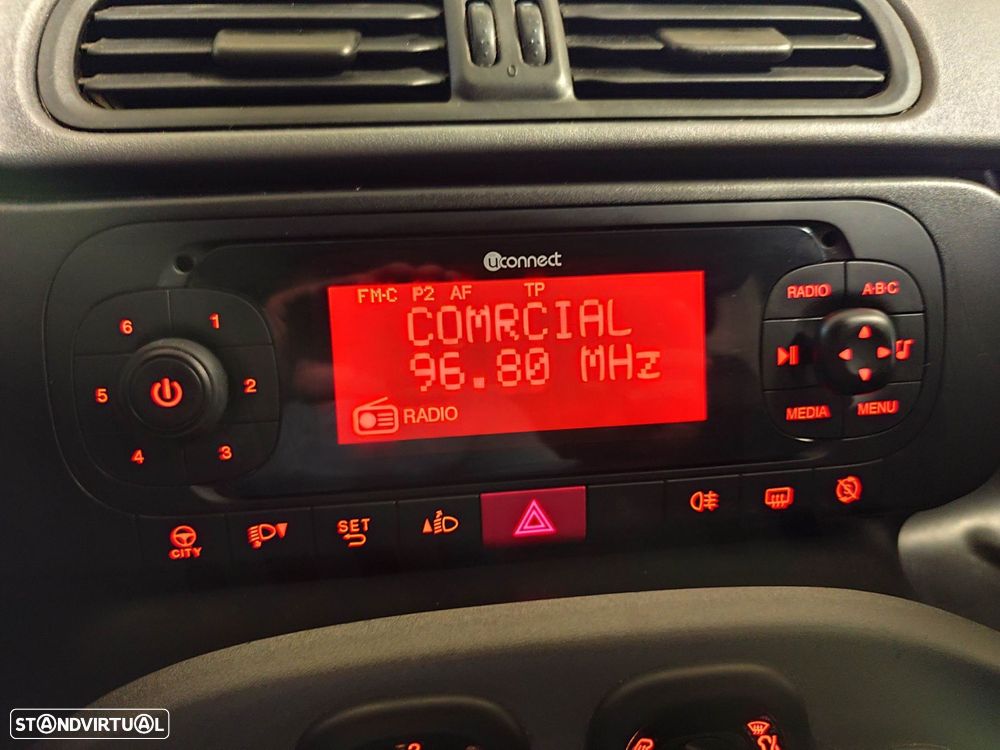 0
uconnect
FM-C P2 AF TP
COMRCIAL
96.80 MHz
RADIO
6 1
5 2
4 3
RADIO A·B·C
MEDIA MENU
CITY
SET
STANDVIRTUAL